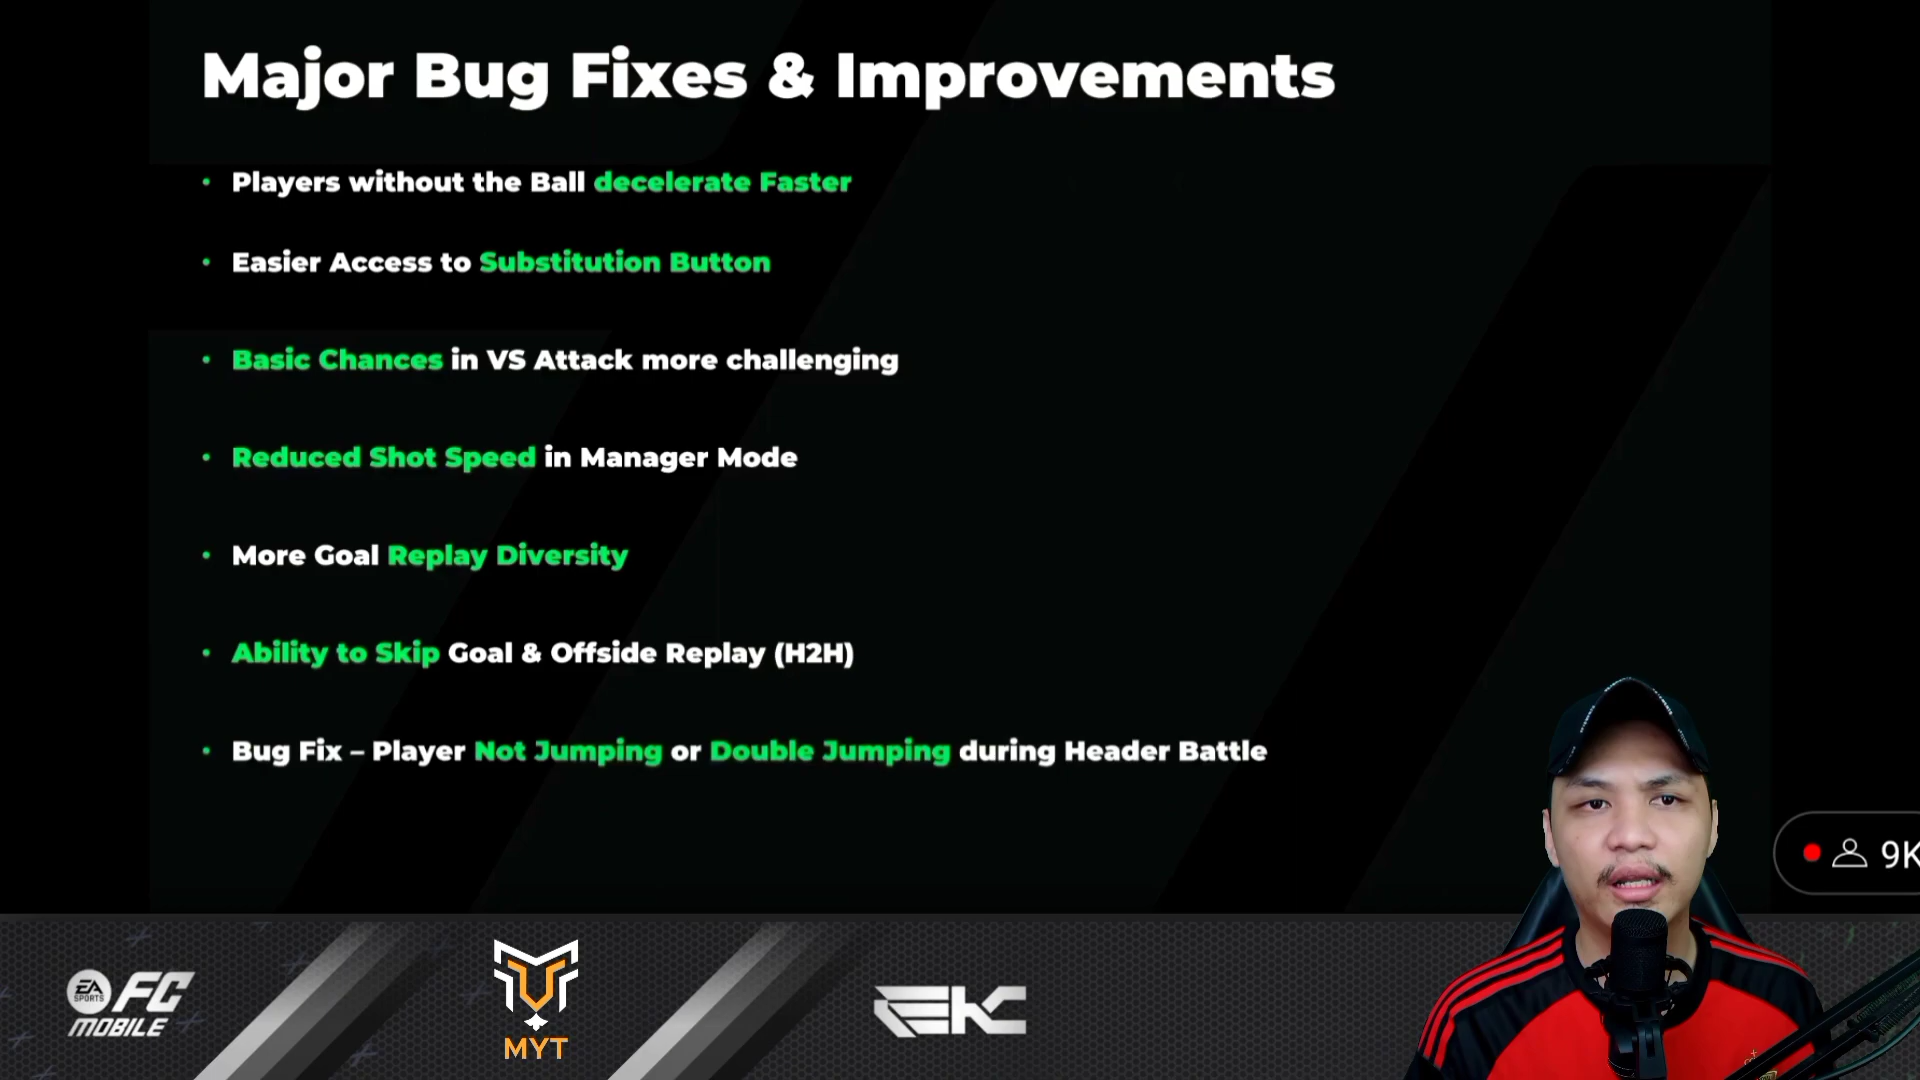 Major Bug Fixes & Improvements
• Players without the Ball decelerate Faster
• Easier Access to Substitution Button
• Basic Chances in VS Attack more challenging
• Reduced Shot Speed in Manager Mode
• More Goal Replay Diversity
• Ability to Skip Goal & Offside Replay (H2H)
• Bug Fix – Player Not Jumping or Double Jumping during Header Battle
9K
EA SPORTS FC MOBILE
MYT
EKC